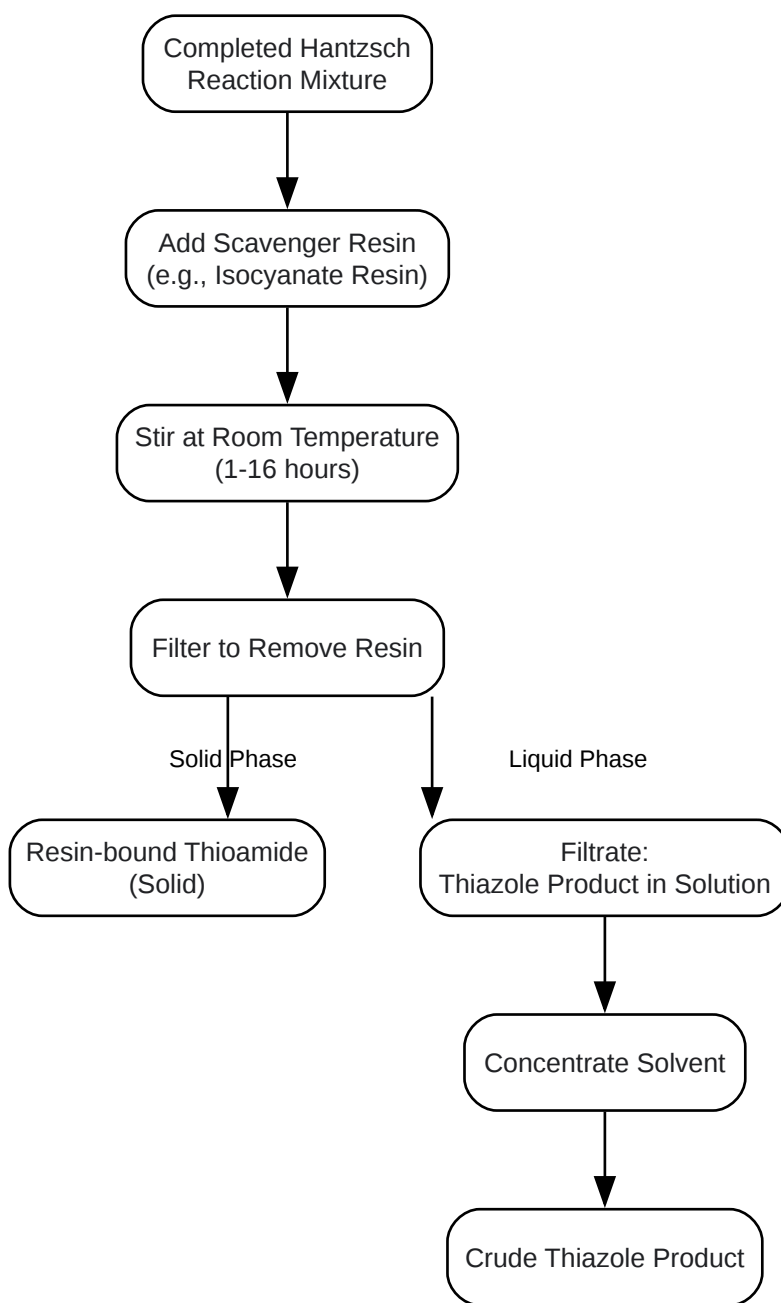 Completed Hantzsch
Reaction Mixture
Add Scavenger Resin
(e.g., Isocyanate Resin)
Stir at Room Temperature
(1-16 hours)
Filter to Remove Resin
Solid Phase
Liquid Phase
Resin-bound Thioamide
(Solid)
Filtrate:
Thiazole Product in Solution
Concentrate Solvent
Crude Thiazole Product